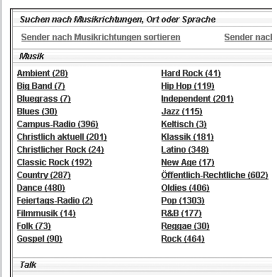 Suchen nach Musikrichtungen, Ort oder Sprache
Sender nach Musikrichtungen sortieren Sender nach
Musik
Ambient (28) Hard Rock (41)
Big Band (7) Hip Hop (119)
Bluegrass (7) Independent (201)
Blues (30) Jazz (115)
Campus-Radio (396) Keltisch (3)
Christlich aktuell (201) Klassik (181)
Christlicher Rock (24) Latino (348)
Classic Rock (192) New Age (17)
Country (287) Öffentlich-Rechtliche (602)
Dance (480) Oldies (406)
Feiertags-Radio (2) Pop (1303)
Filmmusik (14) R&B (177)
Folk (73) Reggae (30)
Gospel (90) Rock (464)
Talk